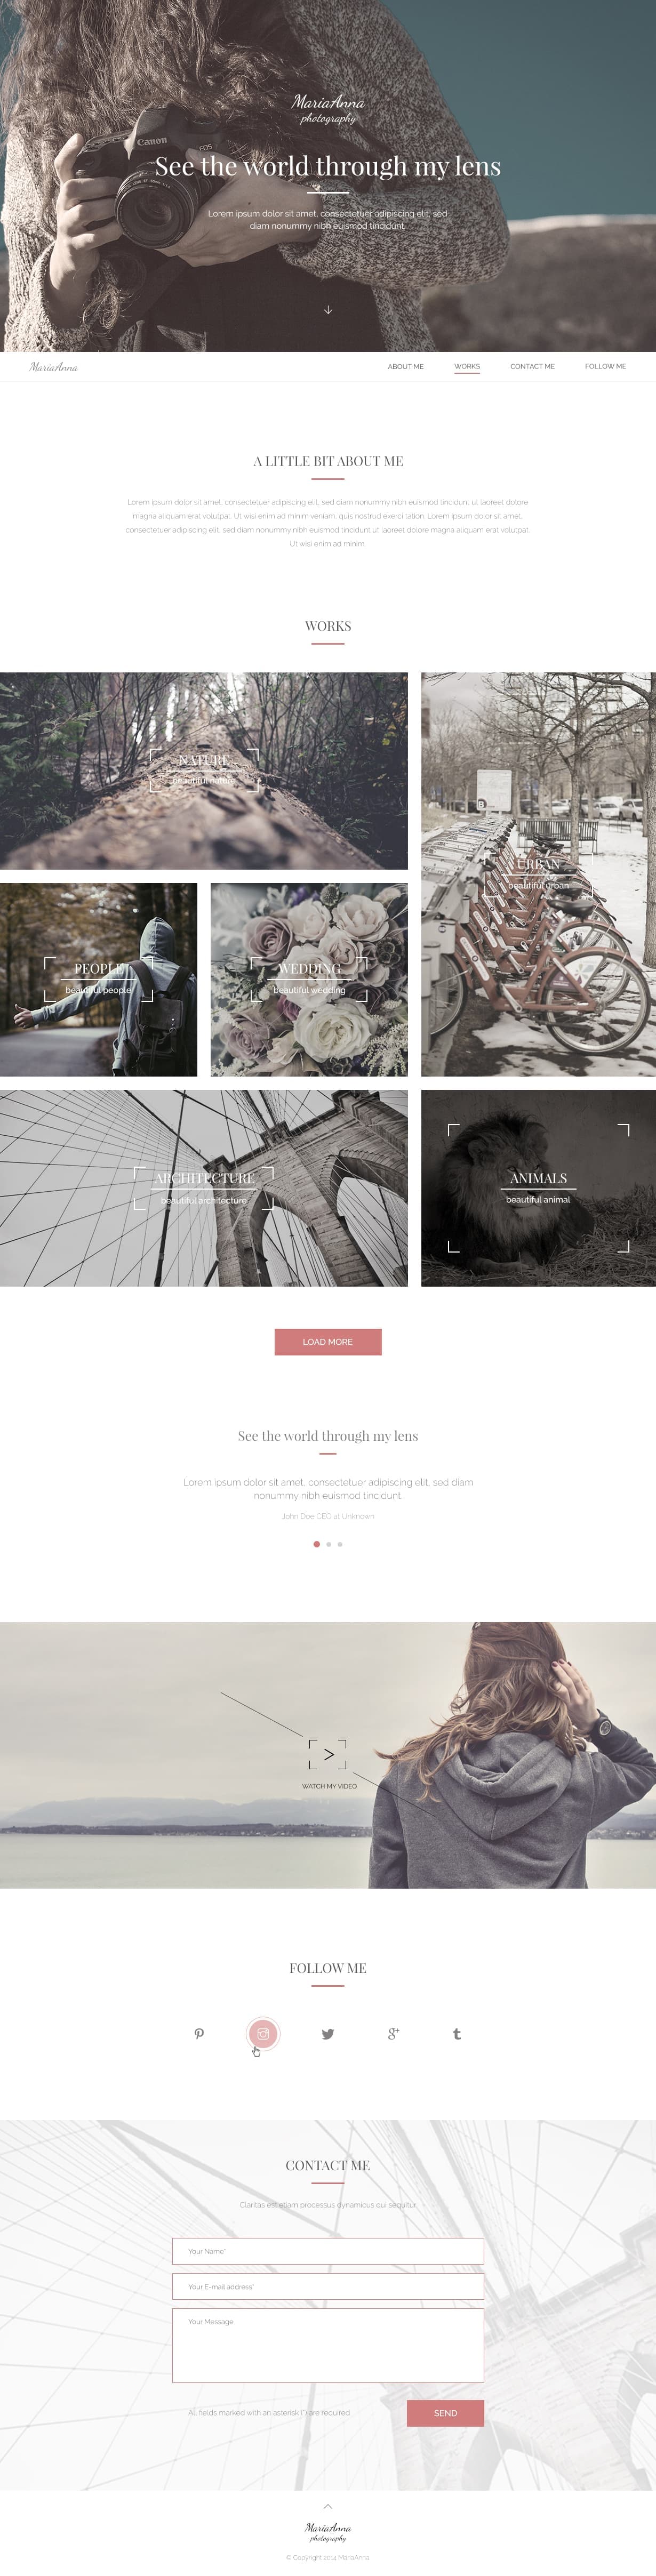 MariaAnna
photography
Canon
EOS
See the world through my lens
Lorem ipsum dolor sit amet, consectetuer adipiscing elit, sed
diam nonummy nibh euismod tincidunt.
MariaAnna
ABOUT ME
WORKS
CONTACT ME
FOLLOW ME
A LITTLE BIT ABOUT ME
Lorem ipsum dolor sit amet, consectetuer adipiscing elit, sed diam nonummy nibh euismod tincidunt ut laoreet dolore
magna aliquam erat volutpat. Ut wisi enim ad minim veniam, quis nostrud exerci tation. Lorem ipsum dolor sit amet,
consectetuer adipiscing elit, sed diam nonummy nibh euismod tincidunt ut laoreet dolore magna aliquam erat volutpat.
Ut wisi enim ad minim.
WORKS
NATURE
beautiful nature
B
URBAN
beautiful urban
PEOPLE
beautiful people
WEDDING
beautiful wedding
ARCHITECTURE
beautiful architecture
ANIMALS
beautiful animal
LOAD MORE
See the world through my lens
Lorem ipsum dolor sit amet, consectetuer adipiscing elit, sed diam
nonummy nibh euismod tincidunt.
John Doe CEO at Unknown
WATCH MY VIDEO
FOLLOW ME
CONTACT ME
Claritas est etiam processus dynamicus qui sequitur.
Your Name*
Your E-mail address*
Your Message
All fields marked with an asterisk (*) are required
SEND
MariaAnna
photography
© Copyright 2014 MariaAnna